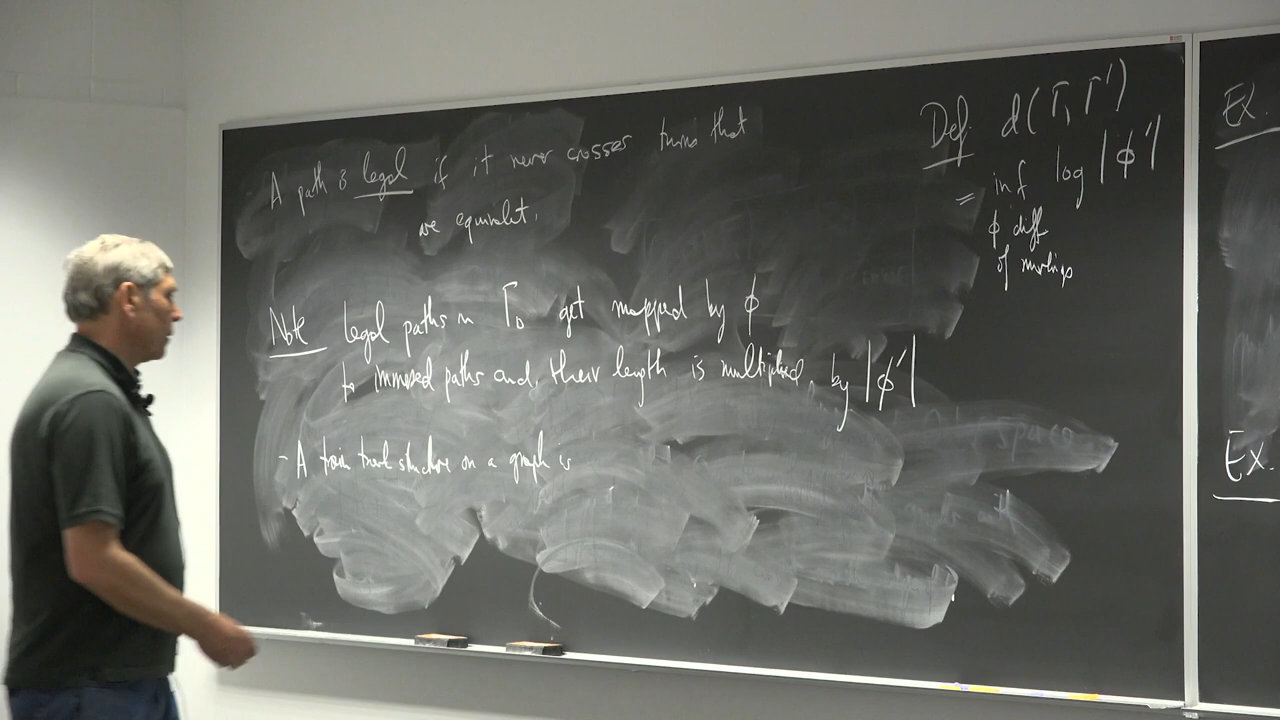 A path is legal if it never crosses turns that
are equivalent.
Note Legal paths in Γ₀ get mapped by ϕ
to immersed paths and their length is multiplied by |ϕ'|
- A train track structure on a graph is
Def d(Γ, Γ')
= inf log |ϕ'|
ϕ diff
of markings
Ex.
Ex.